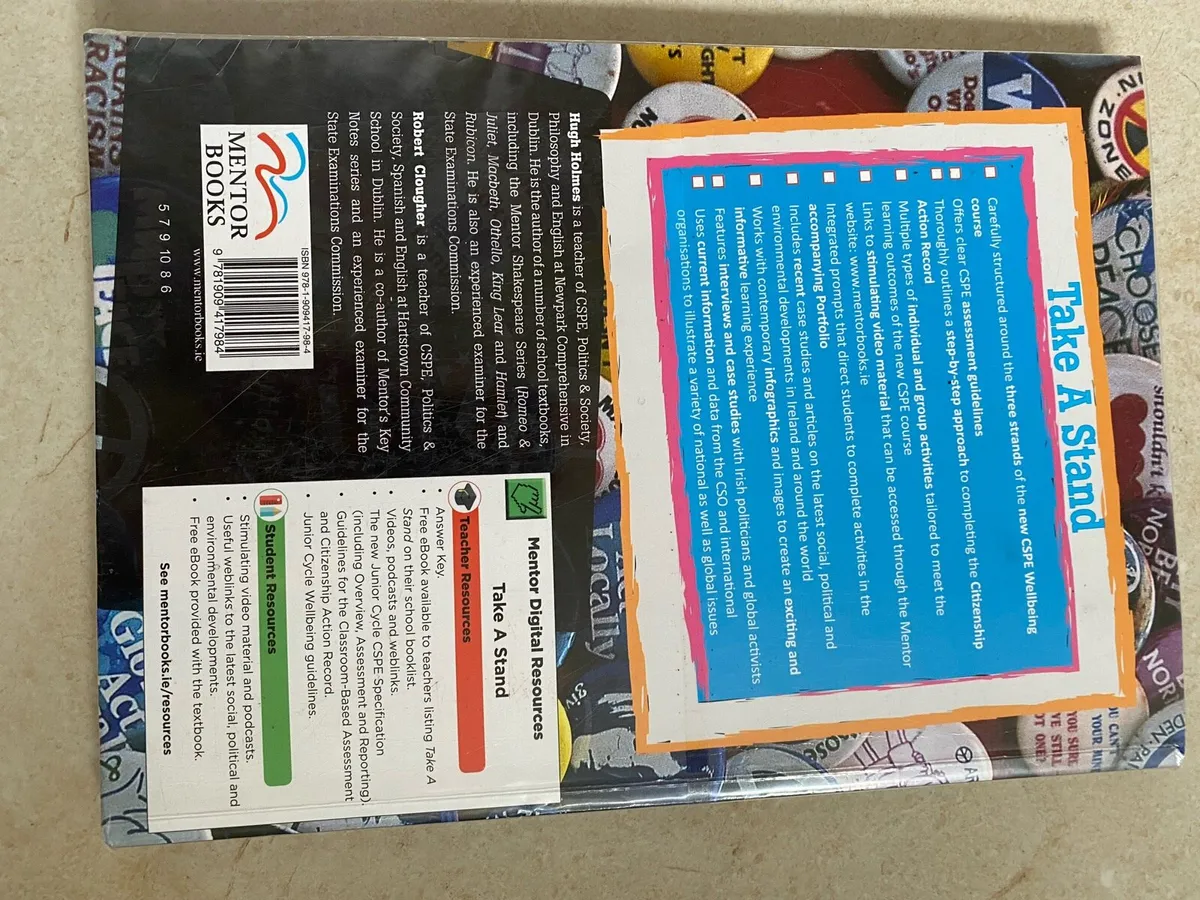 Take A Stand
Carefully structured around the three strands of the new CSPE Wellbeing
course
Offers clear CSPE assessment guidelines
Thoroughly outlines a step-by-step approach to completing the Citizenship
Action Record
Multiple types of individual and group activities tailored to meet the
learning outcomes of the new CSPE course
Links to stimulating video material that can be accessed through the Mentor
website: www.mentorbooks.ie
Integrated prompts that direct students to complete activities in the
accompanying Portfolio
Includes recent case studies and articles on the latest social, political and
environmental developments in Ireland and around the world
Works with contemporary infographics and images to create an exciting and
informative learning experience
Features interviews and case studies with Irish politicians and global activists
Uses current information and data from the CSO and international
organisations to illustrate a variety of national as well as global issues
Hugh Holmes is a teacher of CSPE, Politics & Society,
Philosophy and English at Newpark Comprehensive in
Dublin. He is the author of a number of school textbooks,
including the Mentor Shakespeare Series (Romeo &
Juliet, Macbeth, Othello, King Lear and Hamlet) and
Rubicon. He is also an experienced examiner for the
State Examinations Commission.
Robert Clougher is a teacher of CSPE, Politics &
Society, Spanish and English at Hartstown Community
School in Dublin. He is a co-author of Mentor's Key
Notes series and an experienced examiner for the
State Examinations Commission.
MENTOR
BOOKS
ISBN 978-1-909417-98-4
9 781909 417984
www.mentorbooks.ie
5 7 9 10 8 6
Mentor Digital Resources
Take A Stand
Teacher Resources
• Answer Key.
• Free eBook available to teachers listing Take A
Stand on their school booklist.
• Videos, podcasts and weblinks.
• The new Junior Cycle CSPE Specification
(including Overview, Assessment and Reporting).
• Guidelines for the Classroom-Based Assessment
and Citizenship Action Record.
• Junior Cycle Wellbeing guidelines.
Student Resources
• Stimulating video material and podcasts.
• Useful weblinks to the latest social, political and
environmental developments.
• Free eBook provided with the textbook.
See mentorbooks.ie/resources
RACISM
ZONE
CHOOSE
PEACE
Locally